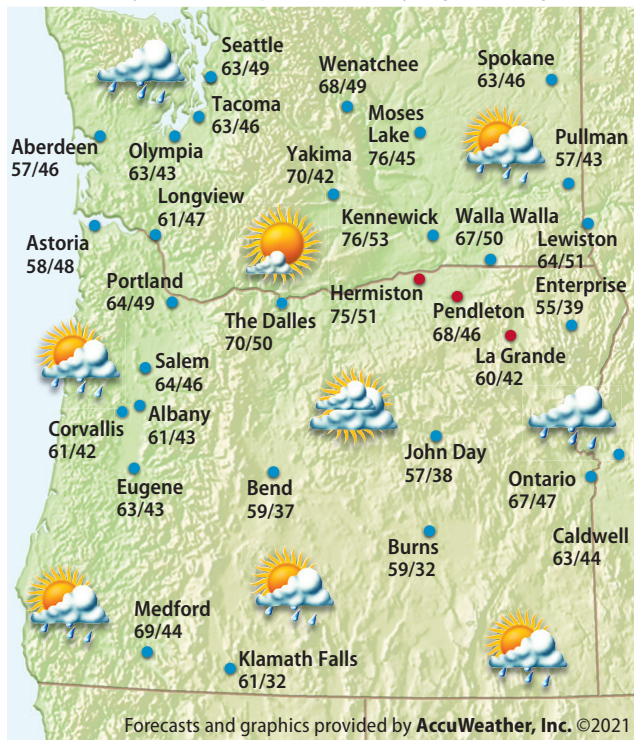 Seattle
63/49
Wenatchee
68/49
Spokane
63/46
Tacoma
63/46
Moses
Lake
76/45
Aberdeen
57/46
Olympia
63/43
Yakima
70/42
Pullman
57/43
Longview
61/47
Kennewick
76/53
Walla Walla
67/50
Lewiston
64/51
Astoria
58/48
Portland
64/49
The Dalles
70/50
Hermiston
75/51
Pendleton
68/46
Enterprise
55/39
La Grande
60/42
Salem
64/46
Albany
61/43
Corvallis
61/42
John Day
57/38
Ontario
67/47
Eugene
63/43
Bend
59/37
Burns
59/32
Caldwell
63/44
Medford
69/44
Klamath Falls
61/32
Forecasts and graphics provided by AccuWeather, Inc. ©2021